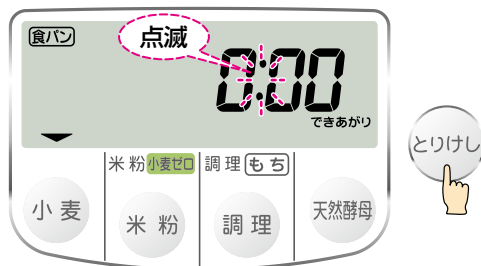 食パン
点滅
0:00
できあがり
米粉 小麦ゼロ
調理 もち
小麦
米粉
調理
天然酵母
とりけし